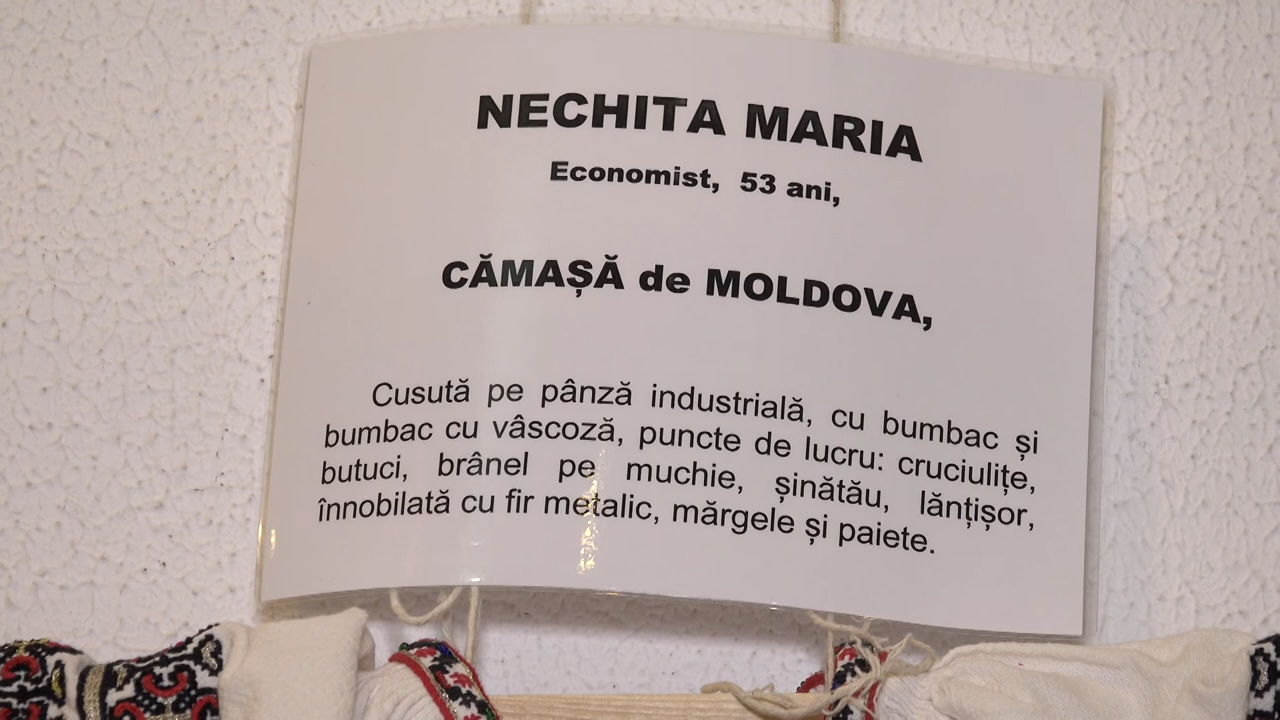 NECHITA MARIA
Economist, 53 ani,
CĂMAȘĂ de MOLDOVA,
Cusută pe pânză industrială, cu bumbac și
bumbac cu vâscoză, puncte de lucru: cruciulițe,
butuci, brânel pe muchie, șinătău, lănțișor,
înnobilată cu fir metalic, mărgele și paiete.